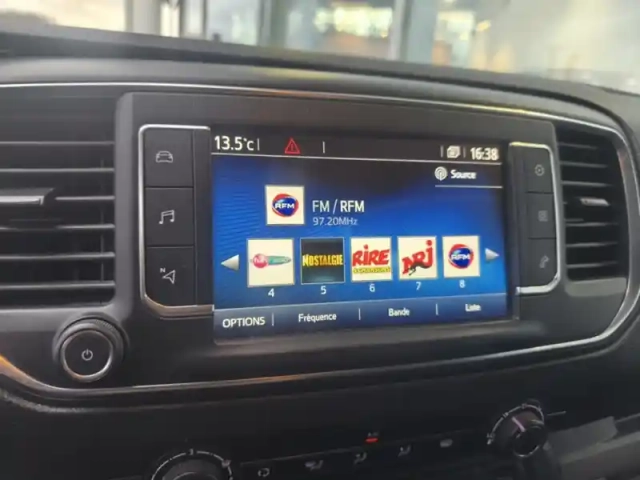 13.5°c
16:38
Source
RFM
FM / RFM
97.20MHz
NOSTALGIE
RIRE
NRJ
RFM
4 5 6 7 8
OPTIONS Fréquence Bande Liste
N